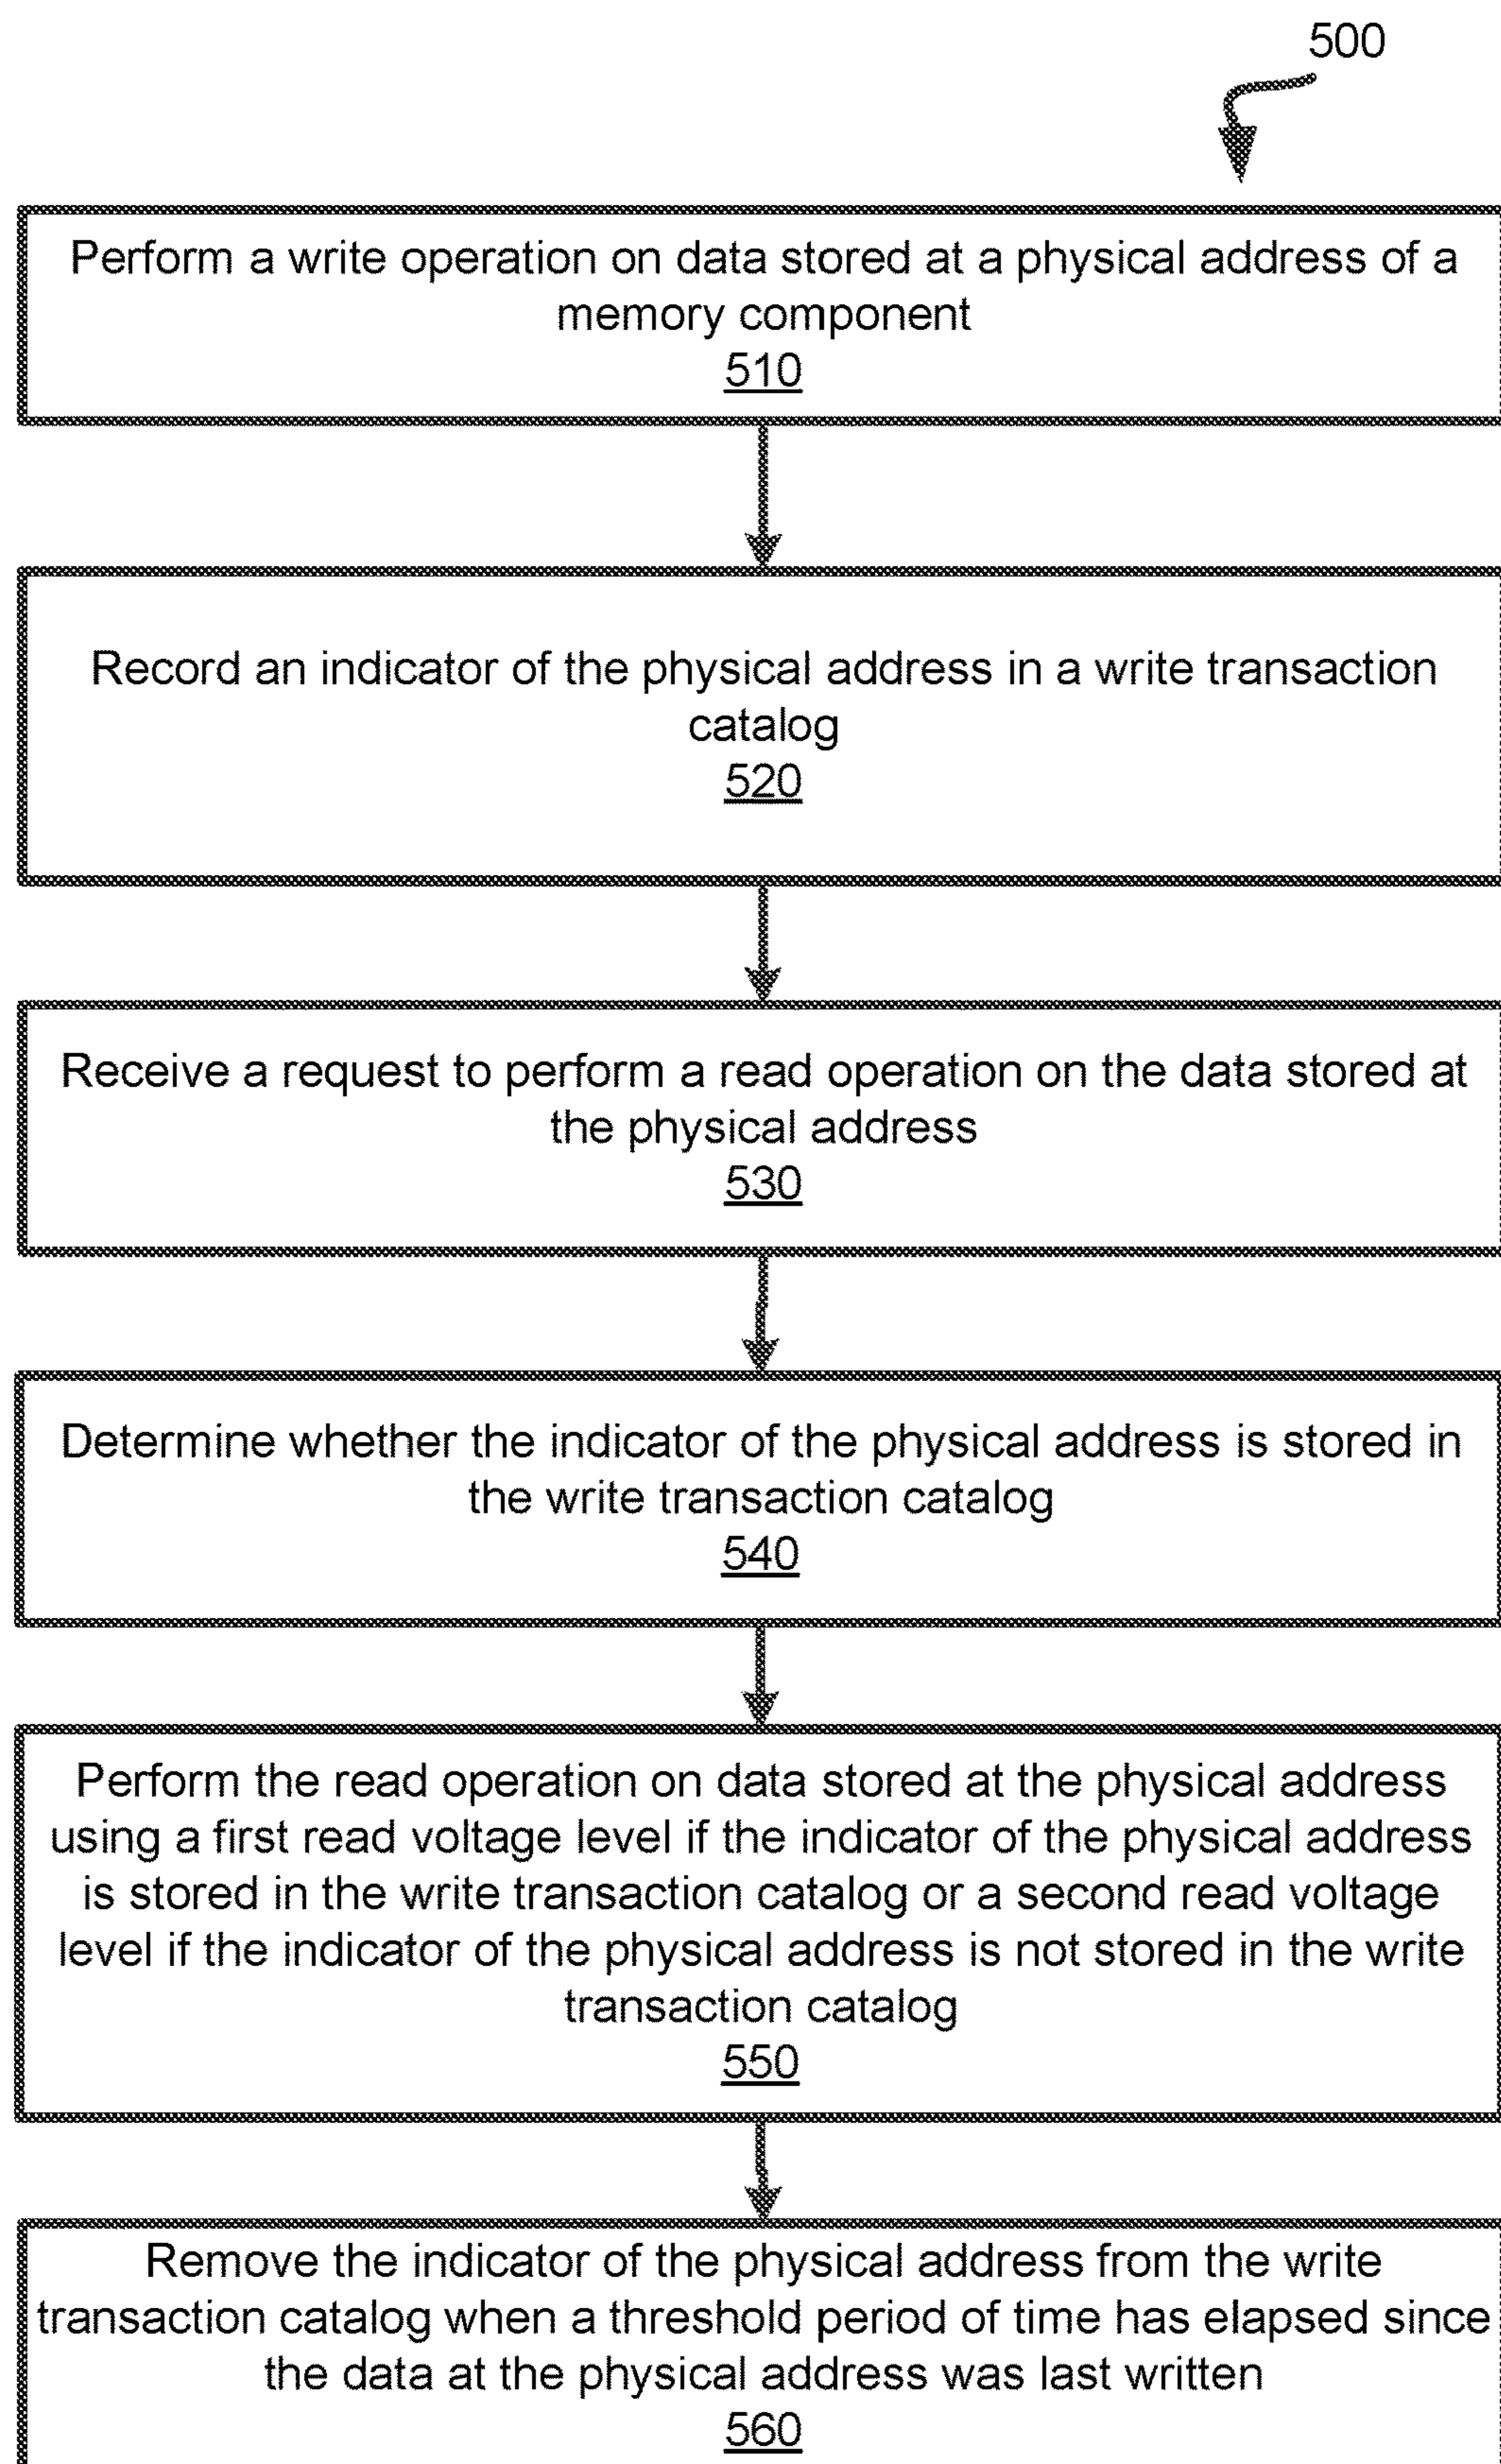 500
Perform a write operation on data stored at a physical address of a
memory component
510
Record an indicator of the physical address in a write transaction
catalog
520
Receive a request to perform a read operation on the data stored at
the physical address
530
Determine whether the indicator of the physical address is stored in
the write transaction catalog
540
Perform the read operation on data stored at the physical address
using a first read voltage level if the indicator of the physical address
is stored in the write transaction catalog or a second read voltage
level if the indicator of the physical address is not stored in the write
transaction catalog
550
Remove the indicator of the physical address from the write
transaction catalog when a threshold period of time has elapsed since
the data at the physical address was last written
560